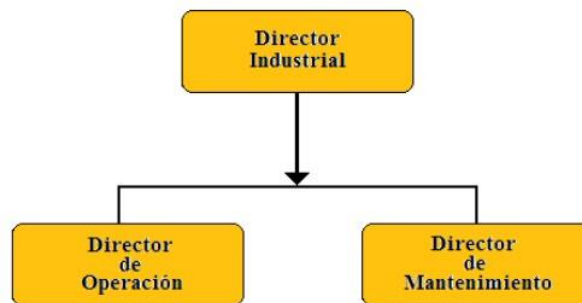 Director
Industrial
Director
de
Operación
Director
de
Mantenimiento